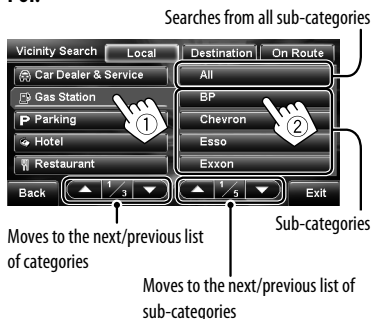 Searches from all sub-categories
Vicinity Search Local Destination On Route
Car Dealer & Service All
Gas Station BP
P Parking Chevron
Hotel Esso
Restaurant Exxon
1 2
Back 1/3 1/5 Exit
Sub-categories
Moves to the next/previous list
of categories
Moves to the next/previous list of
sub-categories